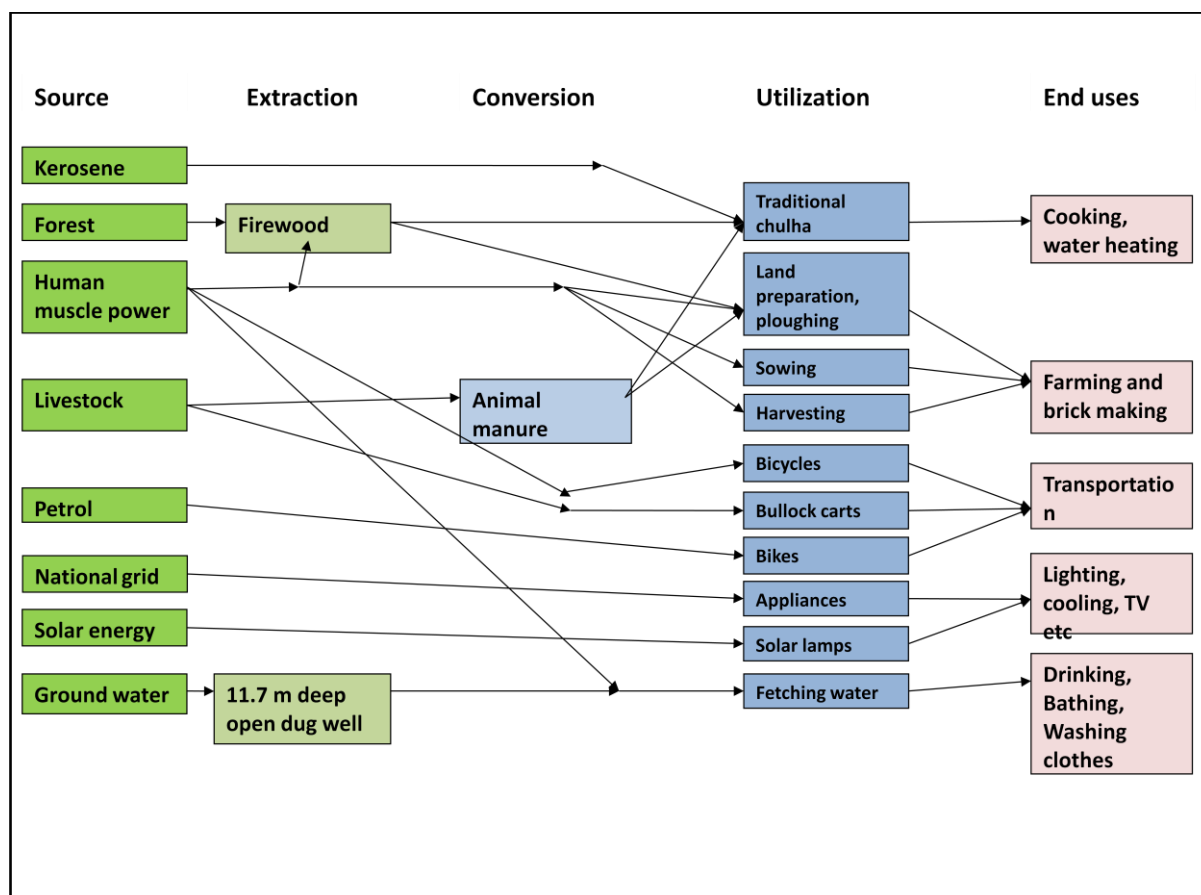 Source
Extraction
Conversion
Utilization
End uses
Kerosene
Forest
Human
muscle power
Livestock
Petrol
National grid
Solar energy
Ground water
Firewood
11.7 m deep
open dug well
Animal
manure
Traditional
chulha
Land
preparation,
ploughing
Sowing
Harvesting
Bicycles
Bullock carts
Bikes
Appliances
Solar lamps
Fetching water
Cooking,
water heating
Farming and
brick making
Transportatio
n
Lighting,
cooling, TV
etc
Drinking,
Bathing,
Washing
clothes